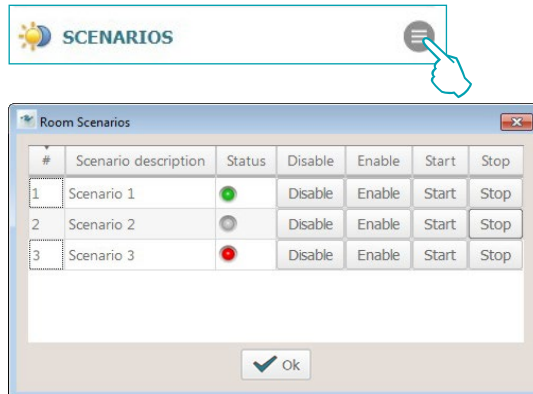 SCENARIOS
Room Scenarios
# Scenario description Status Disable Enable Start Stop
1 Scenario 1 Disable Enable Start Stop
2 Scenario 2 Disable Enable Start Stop
3 Scenario 3 Disable Enable Start Stop
Ok